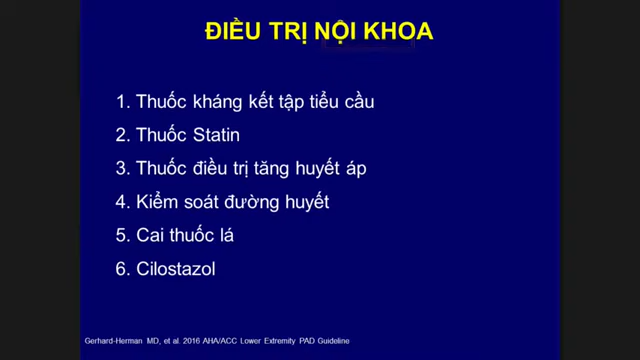 ĐIỀU TRỊ NỘI KHOA
1. Thuốc kháng kết tập tiểu cầu
2. Thuốc Statin
3. Thuốc điều trị tăng huyết áp
4. Kiểm soát đường huyết
5. Cai thuốc lá
6. Cilostazol
Gerhard-Herman MD, et al. 2016 AHA/ACC Lower Extremity PAD Guideline